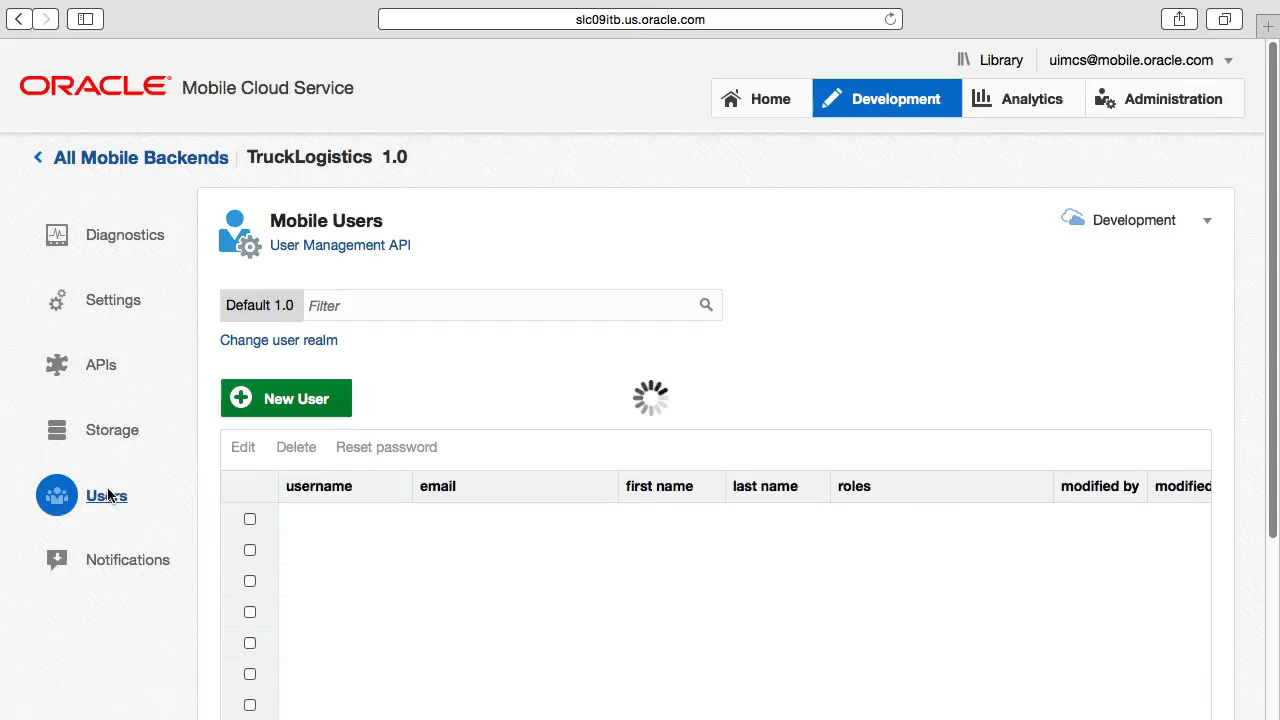 slc09itb.us.oracle.com
Library
uimcs@mobile.oracle.com
ORACLE Mobile Cloud Service
Home
Development
Analytics
Administration
All Mobile Backends
TruckLogistics 1.0
Diagnostics
Settings
APIs
Storage
Users
Notifications
Mobile Users
User Management API
Development
Default 1.0
Filter
Change user realm
New User
Edit Delete Reset password
username email first name last name roles modified by modified